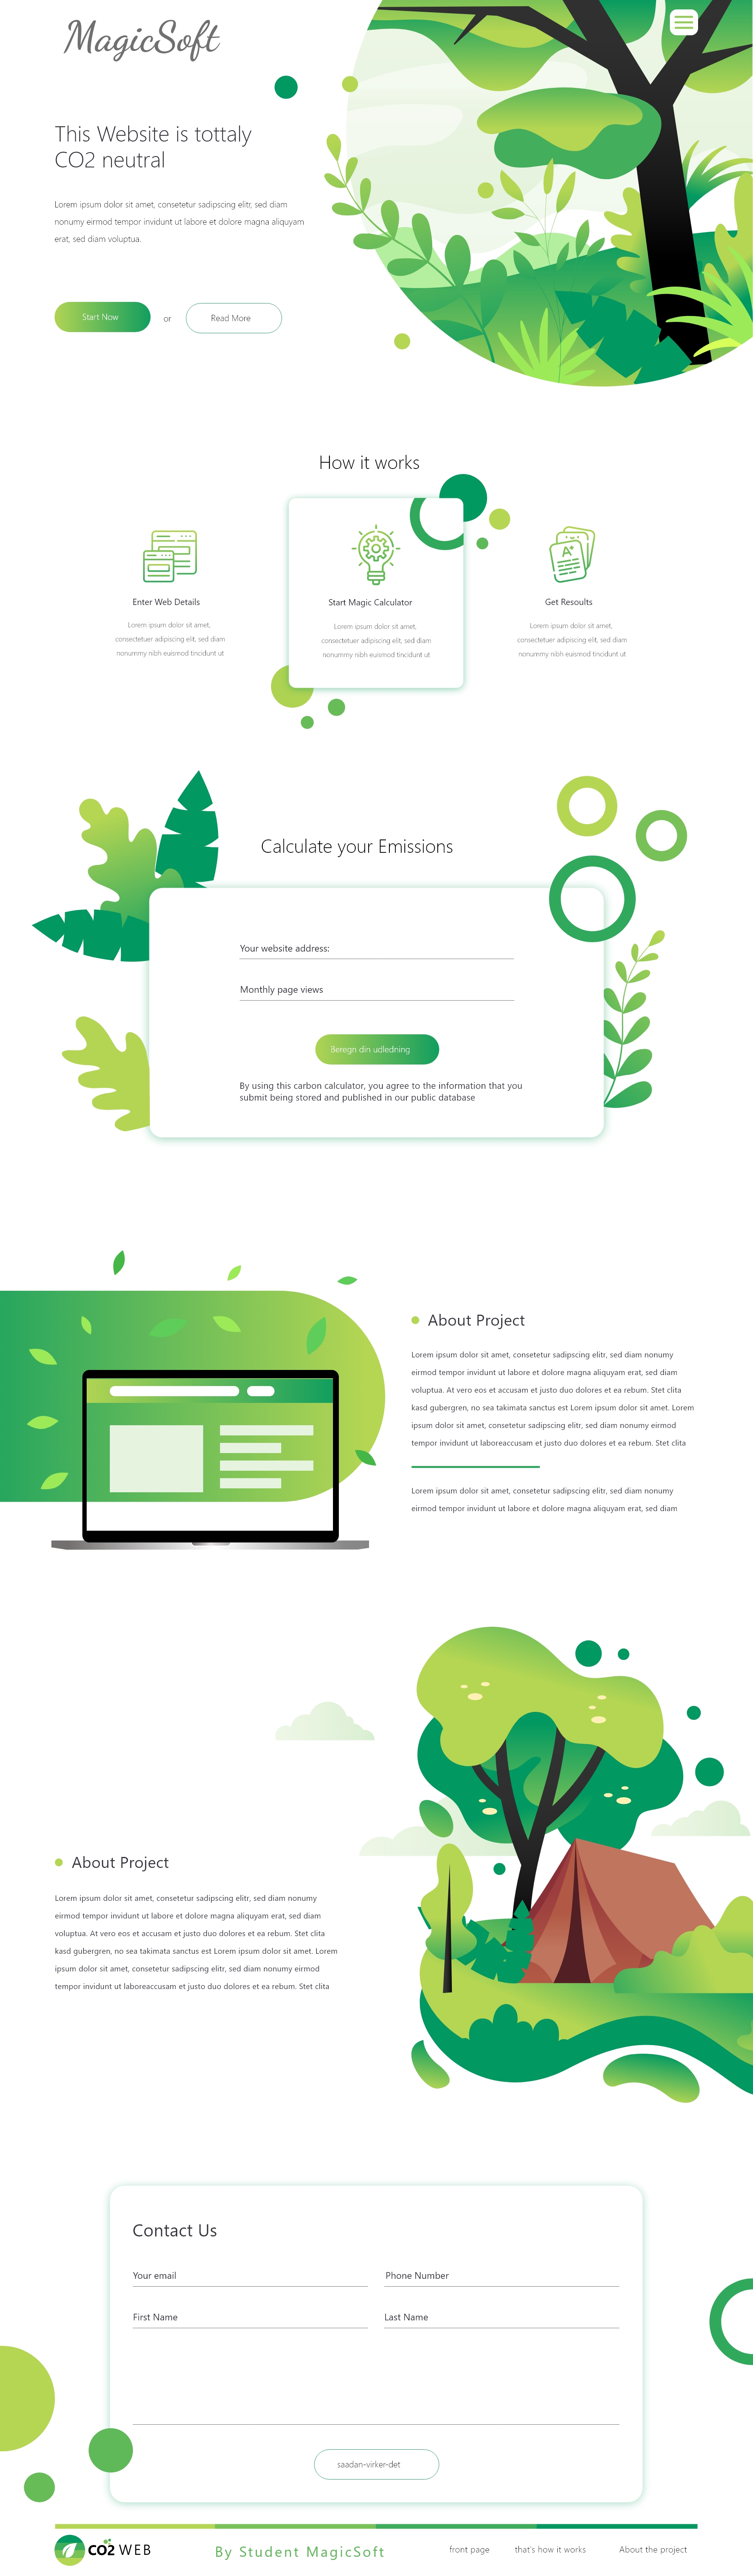 MagicSoft
This Website is tottaly
CO2 neutral
Lorem ipsum dolor sit amet, consetetur sadipscing elitr, sed diam
nonumy eirmod tempor invidunt ut labore et dolore magna aliquyam
erat, sed diam voluptua.
Start Now
or
Read More
How it works
Enter Web Details
Lorem ipsum dolor sit amet,
consectetuer adipiscing elit, sed diam
nonummy nibh euismod tincidunt ut
Start Magic Calculator
Lorem ipsum dolor sit amet,
consectetuer adipiscing elit, sed diam
nonummy nibh euismod tincidunt ut
A+
Get Resoults
Lorem ipsum dolor sit amet,
consectetuer adipiscing elit, sed diam
nonummy nibh euismod tincidunt ut
Calculate your Emissions
Your website address:
Monthly page views
Beregn din udledning
By using this carbon calculator, you agree to the information that you
submit being stored and published in our public database
About Project
Lorem ipsum dolor sit amet, consetetur sadipscing elitr, sed diam nonumy
eirmod tempor invidunt ut labore et dolore magna aliquyam erat, sed diam
voluptua. At vero eos et accusam et justo duo dolores et ea rebum. Stet clita
kasd gubergren, no sea takimata sanctus est Lorem ipsum dolor sit amet. Lorem
ipsum dolor sit amet, consetetur sadipscing elitr, sed diam nonumy eirmod
tempor invidunt ut laboreaccusam et justo duo dolores et ea rebum. Stet clita
Lorem ipsum dolor sit amet, consetetur sadipscing elitr, sed diam nonumy
eirmod tempor invidunt ut labore et dolore magna aliquyam erat, sed diam
About Project
Lorem ipsum dolor sit amet, consetetur sadipscing elitr, sed diam nonumy
eirmod tempor invidunt ut labore et dolore magna aliquyam erat, sed diam
voluptua. At vero eos et accusam et justo duo dolores et ea rebum. Stet clita
kasd gubergren, no sea takimata sanctus est Lorem ipsum dolor sit amet. Lorem
ipsum dolor sit amet, consetetur sadipscing elitr, sed diam nonumy eirmod
tempor invidunt ut laboreaccusam et justo duo dolores et ea rebum. Stet clita
Contact Us
Your email
Phone Number
First Name
Last Name
saadan-virker-det
CO2 WEB
By Student MagicSoft
front page
that's how it works
About the project